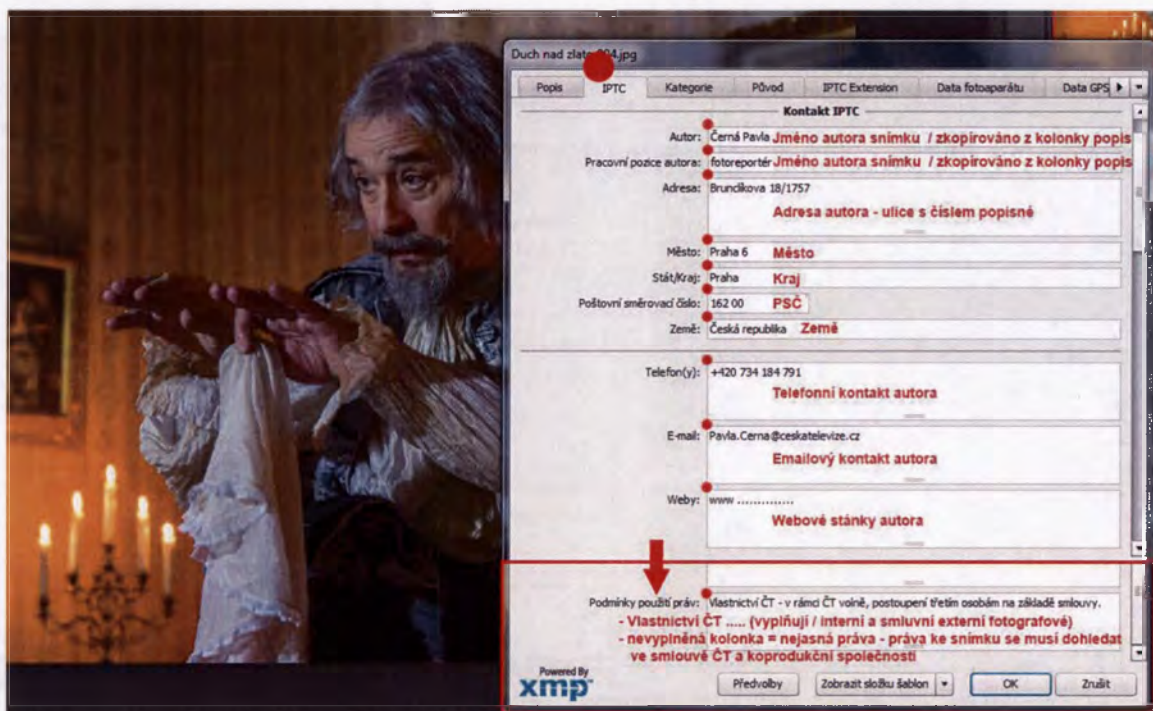 Duch nad zlato 004.jpg
Popis IPTC Kategorie Původ IPTC Extension Data fotoaparátu Data GPS
Kontakt IPTC
Autor: Černá Pavla Jméno autora snímku / zkopírováno z kolonky popis
Pracovní pozice autora: fotoreportér Jméno autora snímku / zkopírováno z kolonky popis
Adresa: Brunclíkova 18/1757
Adresa autora - ulice s číslem popisné
Město: Praha 6 Město
Stát/Kraj: Praha Kraj
Poštovní směrovací číslo: 162 00 PSČ
Země: Česká republika Země
Telefon(y): +420 734 184 791
Telefonní kontakt autora
E-mail: Pavla.Cerna@ceskatelevize.cz
Emailový kontakt autora
Weby: www ..............
Webové stánky autora
Podmínky použití práv: Vlastnictví ČT - v rámci ČT volně, postoupení třetím osobám na základě smlouvy.
- Vlastnictví ČT ..... (vyplňují / interní a smluvní externí fotografové)
- nevyplněná kolonka = nejasná práva - práva ke snímku se musí dohledat
ve smlouvě ČT a koprodukční společnosti
Powered By
xmp
Předvolby Zobrazit složku šablon OK Zrušit